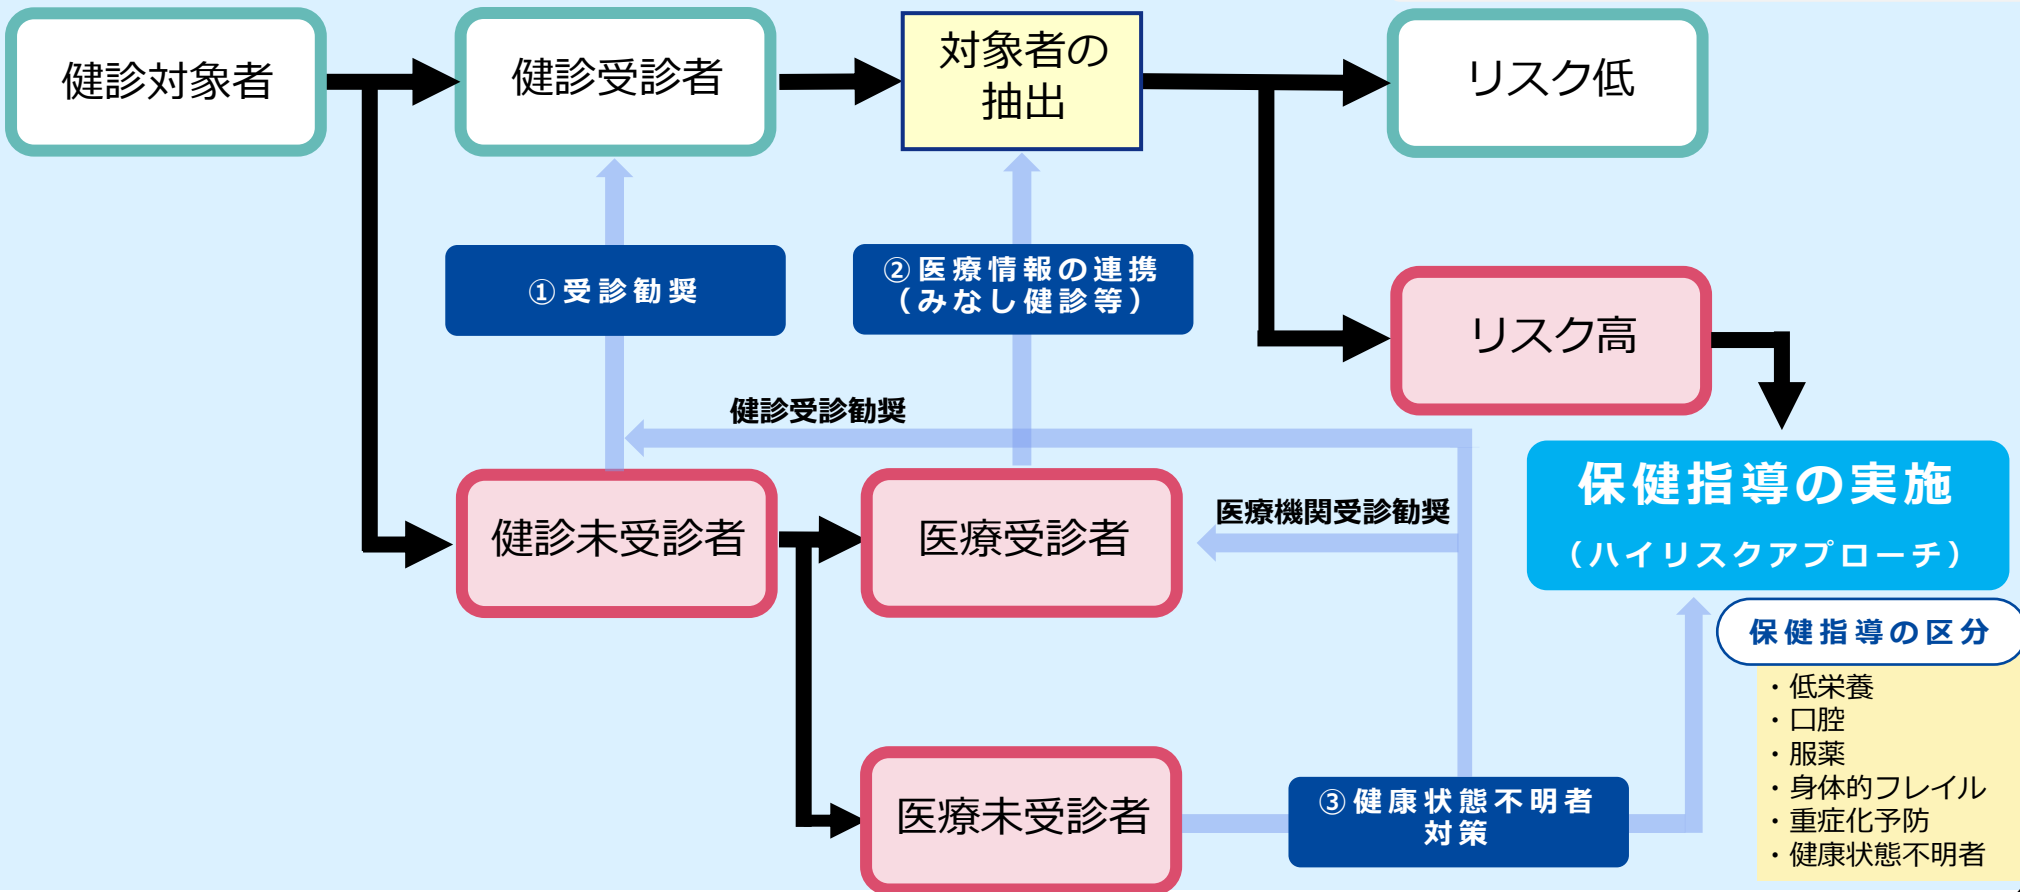 健診対象者
健診受診者
対象者の
抽出
リスク低
①受診勧奨
②医療情報の連携
（みなし健診等）
リスク高
健診受診勧奨
健診未受診者
医療受診者
医療機関受診勧奨
保健指導の実施
（ハイリスクアプローチ）
保健指導の区分
・低栄養
・口腔
・服薬
・身体的フレイル
・重症化予防
・健康状態不明者
医療未受診者
③健康状態不明者
対策